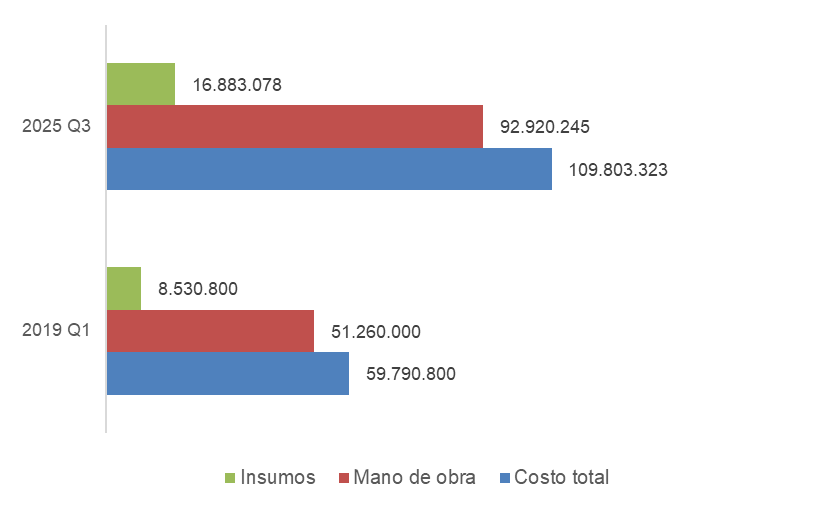 16.883.078
2025 Q3
92.920.245
109.803.323
8.530.800
2019 Q1
51.260.000
59.790.800
Insumos Mano de obra Costo total